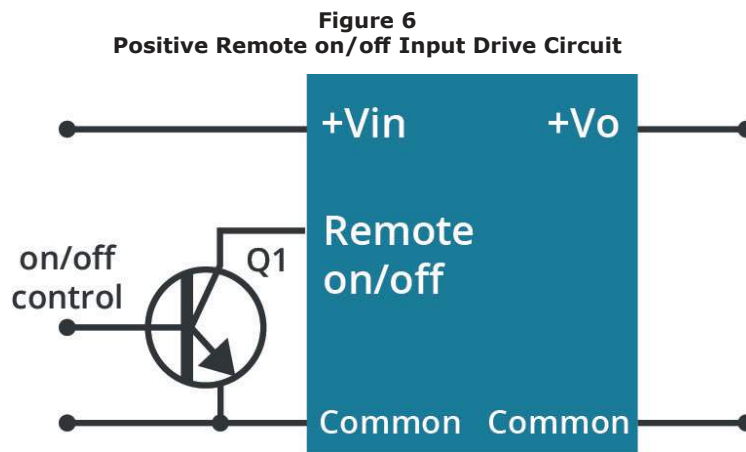 Figure 6
Positive Remote on/off Input Drive Circuit
+Vin
+Vo
Remote
on/off
Q1
on/off
control
Common
Common